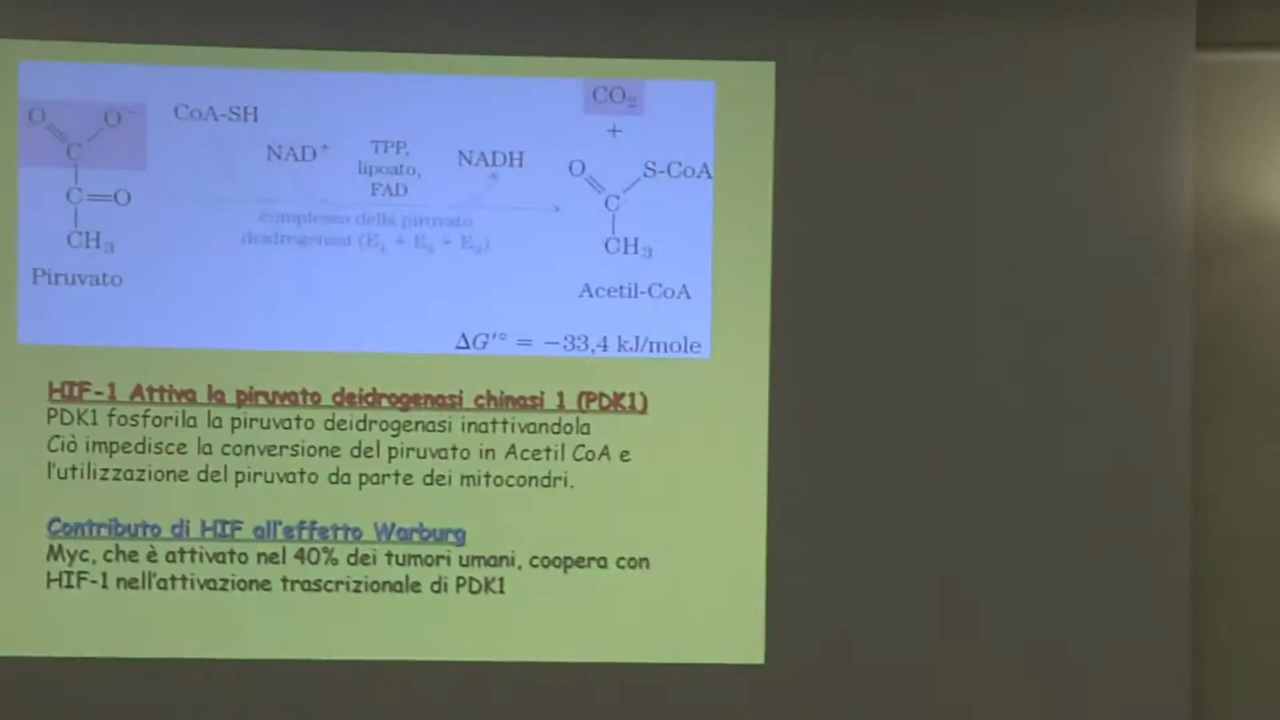 CO₂
O O⁻ CoA-SH
+
NAD⁺ TPP, NADH
C lipoato, O S-CoA
FAD
C=O C
complesso della piruvato
deidrogenasi (E₁ + E₂ + E₃)
CH₃ CH₃
Piruvato
Acetil-CoA
ΔG'° = −33,4 kJ/mole
HIF-1 Attiva la piruvato deidrogenasi chinasi 1 (PDK1)
PDK1 fosforila la piruvato deidrogenasi inattivandola
Ciò impedisce la conversione del piruvato in Acetil CoA e
l'utilizzazione del piruvato da parte dei mitocondri.
Contributo di HIF all'effetto Warburg
Myc, che è attivato nel 40% dei tumori umani, coopera con
HIF-1 nell'attivazione trascrizionale di PDK1